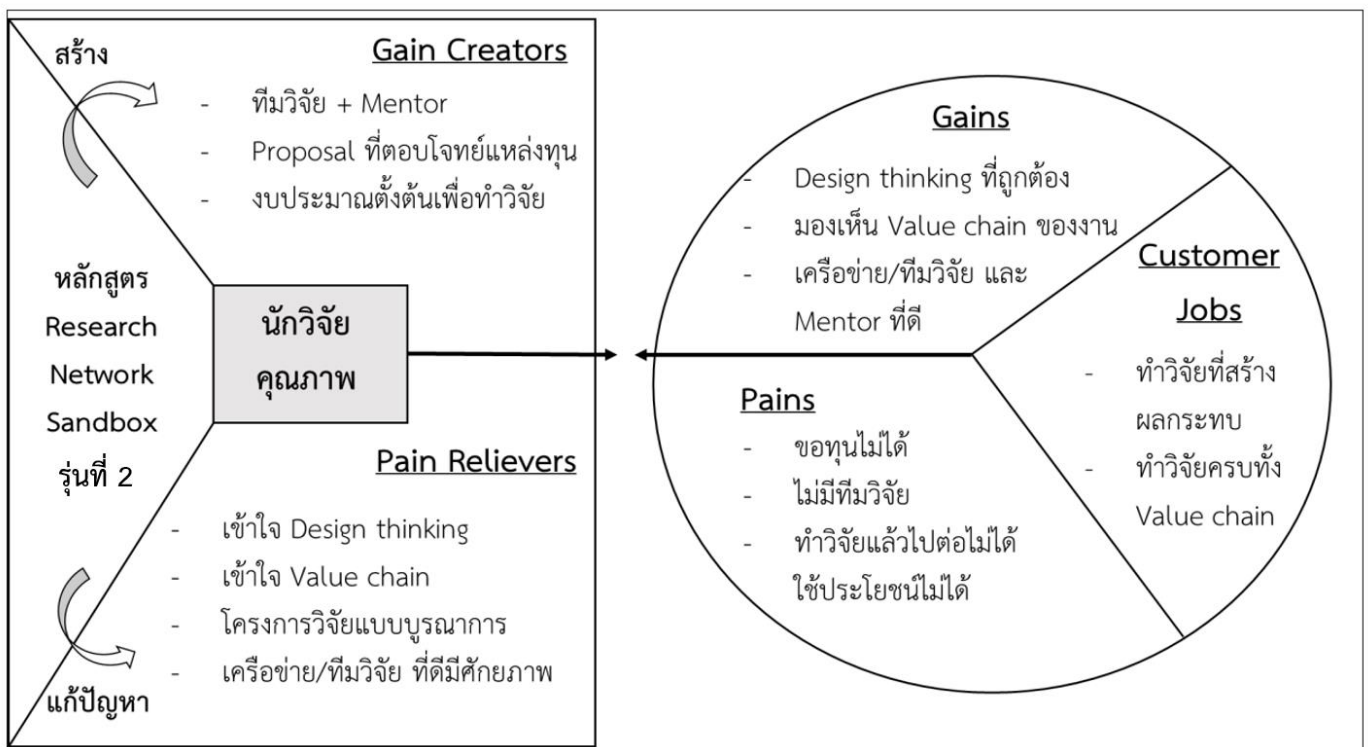 สร้าง
Gain Creators
- ทีมวิจัย + Mentor
- Proposal ที่ตอบโจทย์แหล่งทุน
- งบประมาณตั้งต้นเพื่อทำวิจัย
หลักสูตร
Research
Network
Sandbox
รุ่นที่ 2
นักวิจัย
คุณภาพ
Pain Relievers
- เข้าใจ Design thinking
- เข้าใจ Value chain
- โครงการวิจัยแบบบูรณาการ
- เครือข่าย/ทีมวิจัย ที่ดีมีศักยภาพ
แก้ปัญหา
Gains
- Design thinking ที่ถูกต้อง
- มองเห็น Value chain ของงาน
- เครือข่าย/ทีมวิจัย และ
Mentor ที่ดี
Pains
- ขอทุนไม่ได้
- ไม่มีทีมวิจัย
- ทำวิจัยแล้วไปต่อไม่ได้
ใช้ประโยชน์ไม่ได้
Customer
Jobs
- ทำวิจัยที่สร้าง
ผลกระทบ
- ทำวิจัยครบทั้ง
Value chain